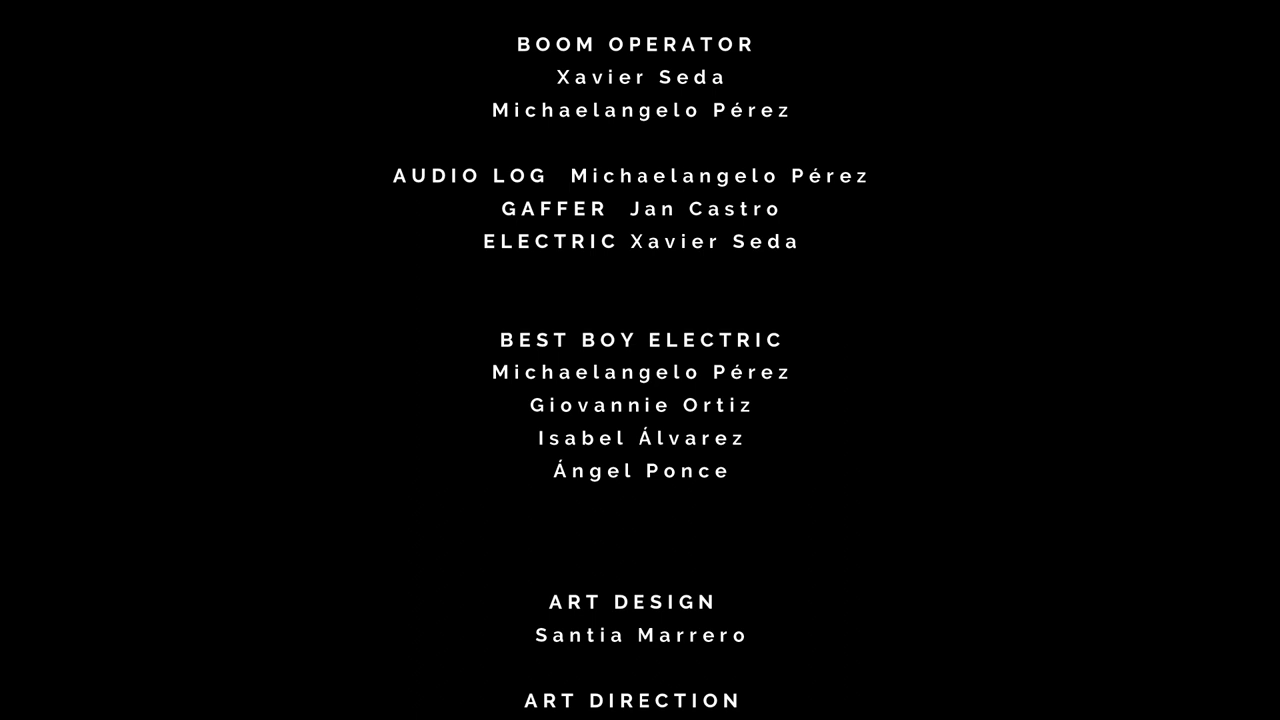 BOOM OPERATOR
Xavier Seda
Michaelangelo Pérez
AUDIO LOG Michaelangelo Pérez
GAFFER Jan Castro
ELECTRIC Xavier Seda
BEST BOY ELECTRIC
Michaelangelo Pérez
Giovannie Ortiz
Isabel Álvarez
Ángel Ponce
ART DESIGN
Santia Marrero
ART DIRECTION